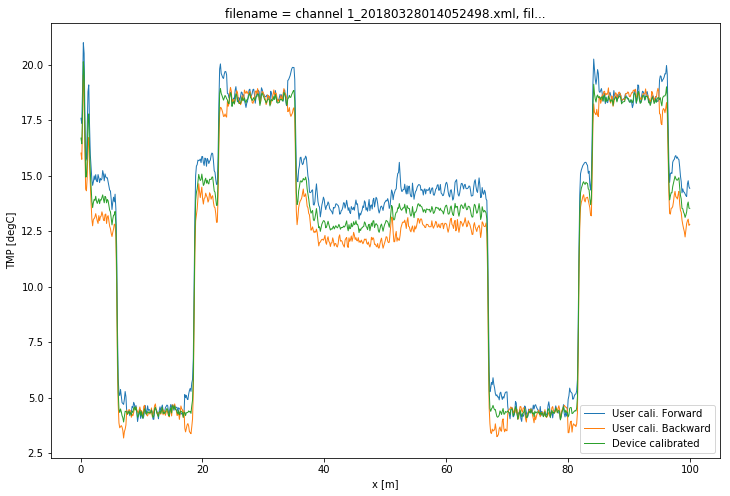 filename = channel 1_20180328014052498.xml, fil...
TMP [degC]
20.0
17.5
15.0
12.5
10.0
7.5
5.0
2.5
User cali. Forward
User cali. Backward
Device calibrated
0
20
40
60
80
100
x [m]